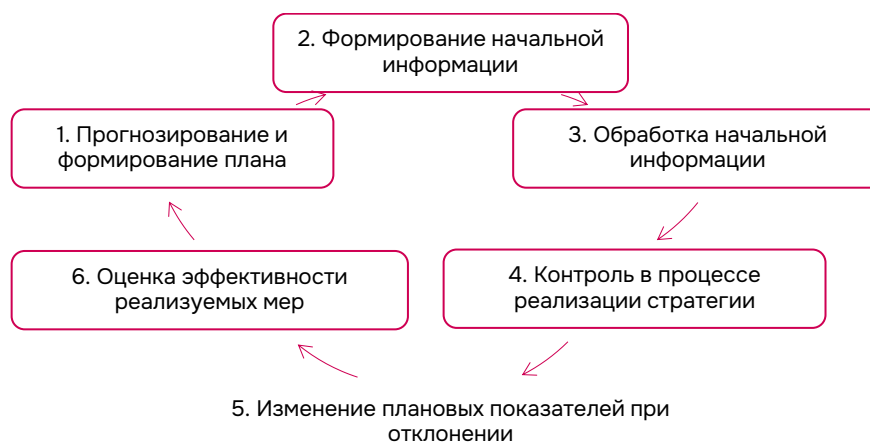 1. Прогнозирование и
формирование плана
2. Формирование начальной
информации
3. Обработка начальной
информации
4. Контроль в процессе
реализации стратегии
5. Изменение плановых показателей при
отклонении
6. Оценка эффективности
реализуемых мер